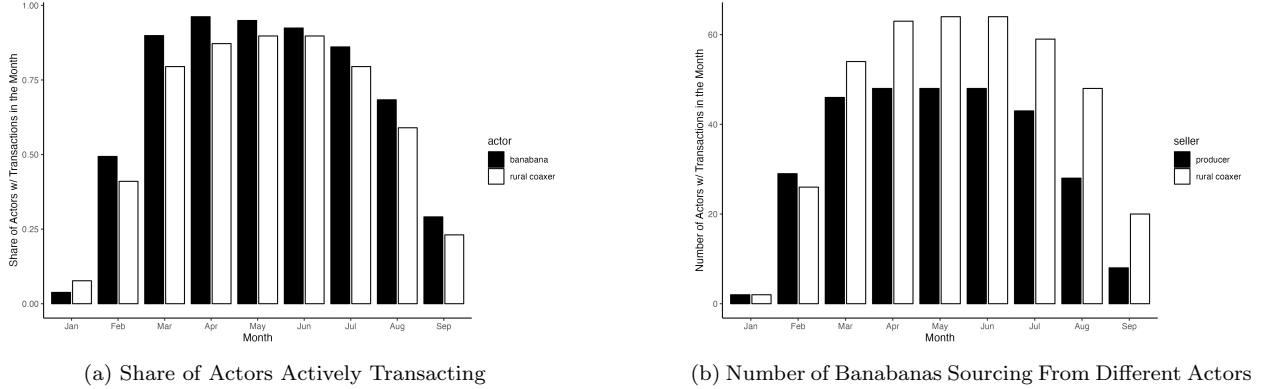 Share of Actors w/ Transactions in the Month
1.00
0.75
0.50
0.25
0.00
Jan Feb Mar Apr May Jun Jul Aug Sep
Month
actor
banabana
rural coaxer
(a) Share of Actors Actively Transacting
Number of Actors w/ Transactions in the Month
60
40
20
0
Jan Feb Mar Apr May Jun Jul Aug Sep
Month
seller
producer
rural coaxer
(b) Number of Banabanas Sourcing From Different Actors